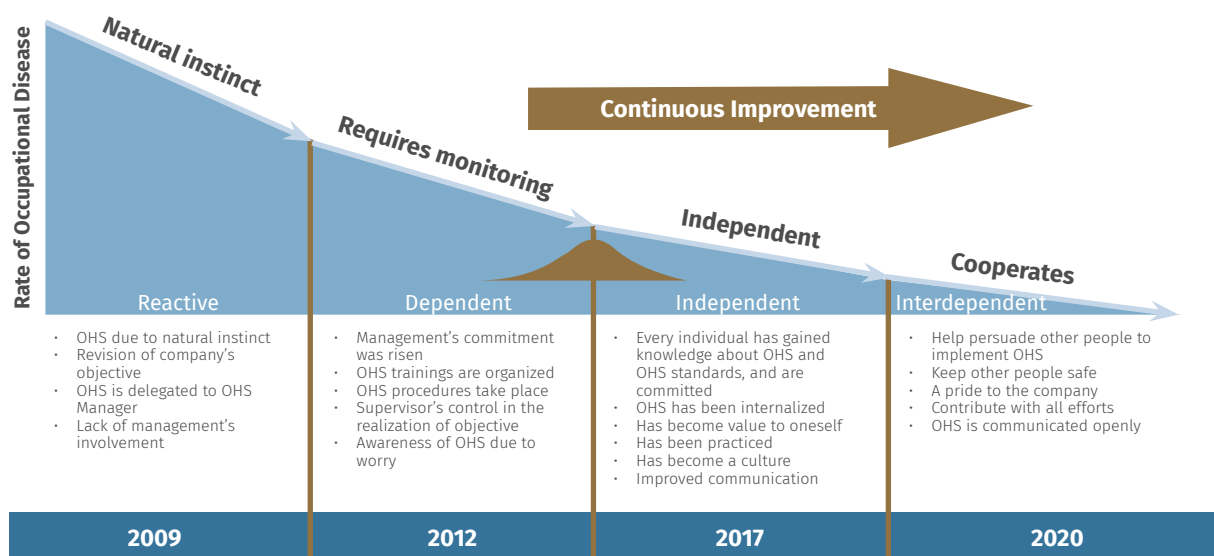 Rate of Occupational Disease
Natural instinct
Requires monitoring
Continuous Improvement
Independent
Cooperates
Reactive
· OHS due to natural instinct
· Revision of company's
objective
· OHS is delegated to OHS
Manager
· Lack of management's
involvement
Dependent
· Management's commitment
was risen
· OHS trainings are organized
· OHS procedures take place
· Supervisor's control in the
realization of objective
· Awareness of OHS due to
worry
Independent
· Every individual has gained
knowledge about OHS and
OHS standards, and are
committed
· OHS has been internalized
· Has become value to oneself
· Has been practiced
· Has become a culture
· Improved communication
Interdependent
· Help persuade other people to
implement OHS
· Keep other people safe
· A pride to the company
· Contribute with all efforts
· OHS is communicated openly
2009
2012
2017
2020